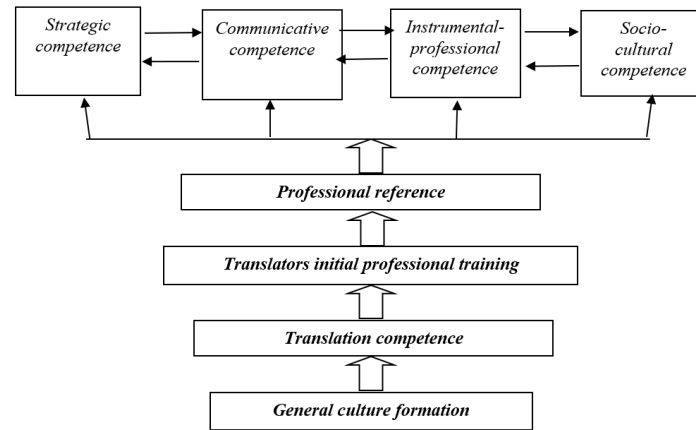 Strategic
competence
Communicative
competence
Instrumental-
professional
competence
Socio-
cultural
competence
Professional reference
Translators initial professional training
Translation competence
General culture formation